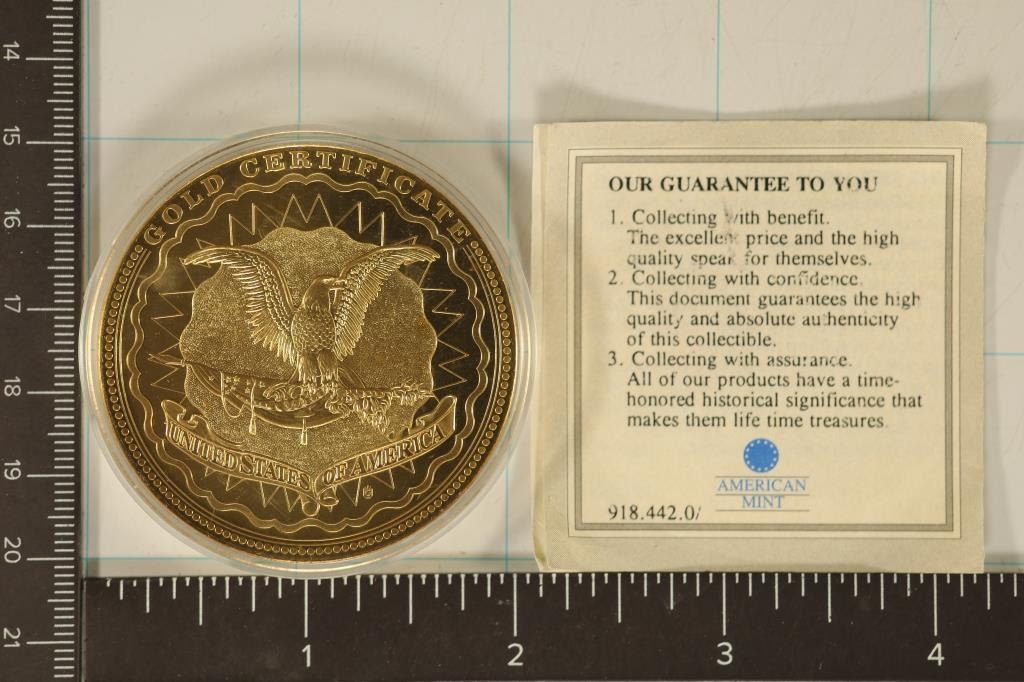 GOLD CERTIFICATE
UNITED STATES OF AMERICA
OUR GUARANTEE TO YOU
1. Collecting with benefit.
The excellent price and the high
quality speak for themselves.
2. Collecting with confidence.
This document guarantees the high
quality and absolute authenticity
of this collectible.
3. Collecting with assurance.
All of our products have a time-
honored historical significance that
makes them life time treasures.
AMERICAN
MINT
918.442.0/
14
15
16
17
18
19
20
21
1 2 3 4